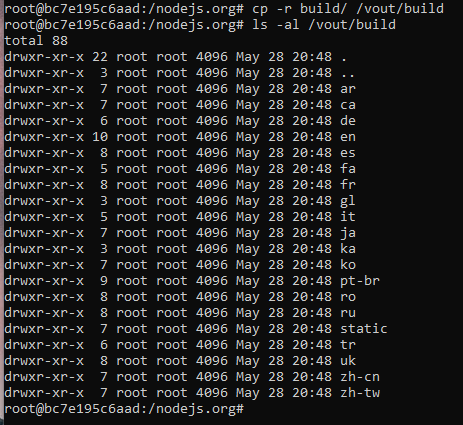 root@bc7e195c6aad:/nodejs.org# cp -r build/ /vout/build
root@bc7e195c6aad:/nodejs.org# ls -al /vout/build
total 88
drwxr-xr-x 22 root root 4096 May 28 20:48 .
drwxr-xr-x  3 root root 4096 May 28 20:48 ..
drwxr-xr-x  7 root root 4096 May 28 20:48 ar
drwxr-xr-x  7 root root 4096 May 28 20:48 ca
drwxr-xr-x  6 root root 4096 May 28 20:48 de
drwxr-xr-x 10 root root 4096 May 28 20:48 en
drwxr-xr-x  8 root root 4096 May 28 20:48 es
drwxr-xr-x  5 root root 4096 May 28 20:48 fa
drwxr-xr-x  8 root root 4096 May 28 20:48 fr
drwxr-xr-x  3 root root 4096 May 28 20:48 gl
drwxr-xr-x  5 root root 4096 May 28 20:48 it
drwxr-xr-x  7 root root 4096 May 28 20:48 ja
drwxr-xr-x  3 root root 4096 May 28 20:48 ka
drwxr-xr-x  7 root root 4096 May 28 20:48 ko
drwxr-xr-x  9 root root 4096 May 28 20:48 pt-br
drwxr-xr-x  8 root root 4096 May 28 20:48 ro
drwxr-xr-x  8 root root 4096 May 28 20:48 ru
drwxr-xr-x  7 root root 4096 May 28 20:48 static
drwxr-xr-x  6 root root 4096 May 28 20:48 tr
drwxr-xr-x  8 root root 4096 May 28 20:48 uk
drwxr-xr-x  7 root root 4096 May 28 20:48 zh-cn
drwxr-xr-x  7 root root 4096 May 28 20:48 zh-tw
root@bc7e195c6aad:/nodejs.org#